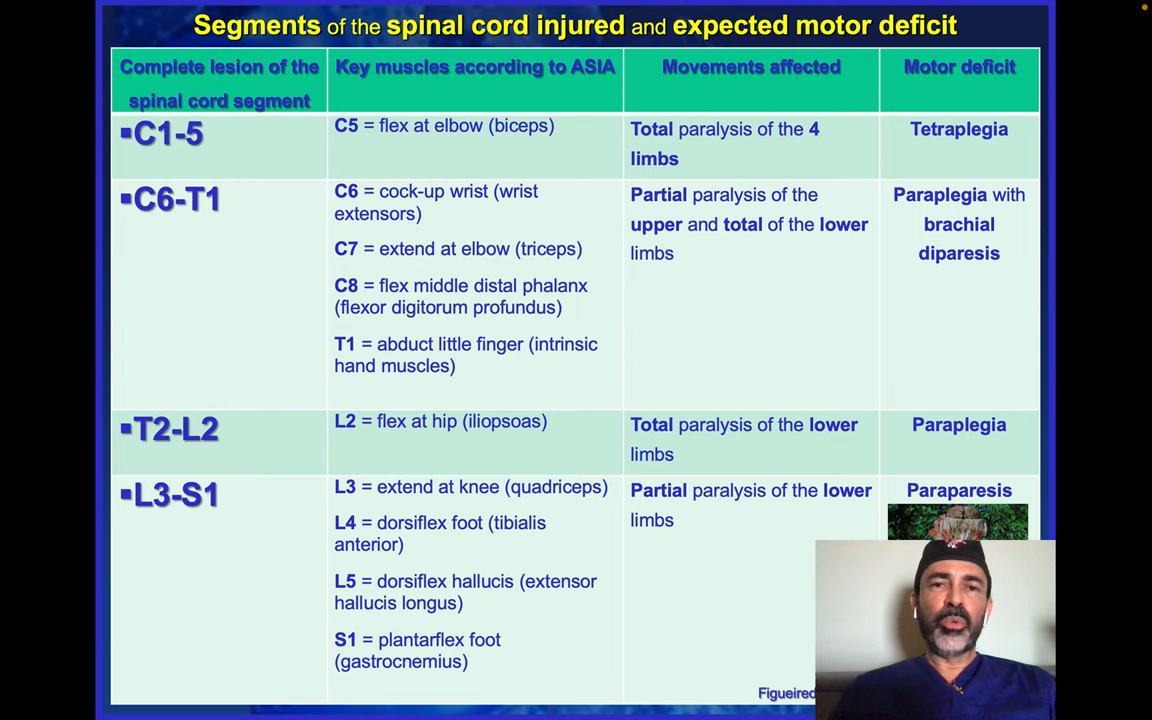 Segments of the spinal cord injured and expected motor deficit
Complete lesion of the
spinal cord segment
Key muscles according to ASIA
Movements affected
Motor deficit
▪C1-5
C5 = flex at elbow (biceps)
Total paralysis of the 4
limbs
Tetraplegia
▪C6-T1
C6 = cock-up wrist (wrist
extensors)
C7 = extend at elbow (triceps)
C8 = flex middle distal phalanx
(flexor digitorum profundus)
T1 = abduct little finger (intrinsic
hand muscles)
Partial paralysis of the
upper and total of the lower
limbs
Paraplegia with
brachial
diparesis
▪T2-L2
L2 = flex at hip (iliopsoas)
Total paralysis of the lower
limbs
Paraplegia
▪L3-S1
L3 = extend at knee (quadriceps)
L4 = dorsiflex foot (tibialis
anterior)
L5 = dorsiflex hallucis (extensor
hallucis longus)
S1 = plantarflex foot
(gastrocnemius)
Partial paralysis of the lower
limbs
Paraparesis
Figueired